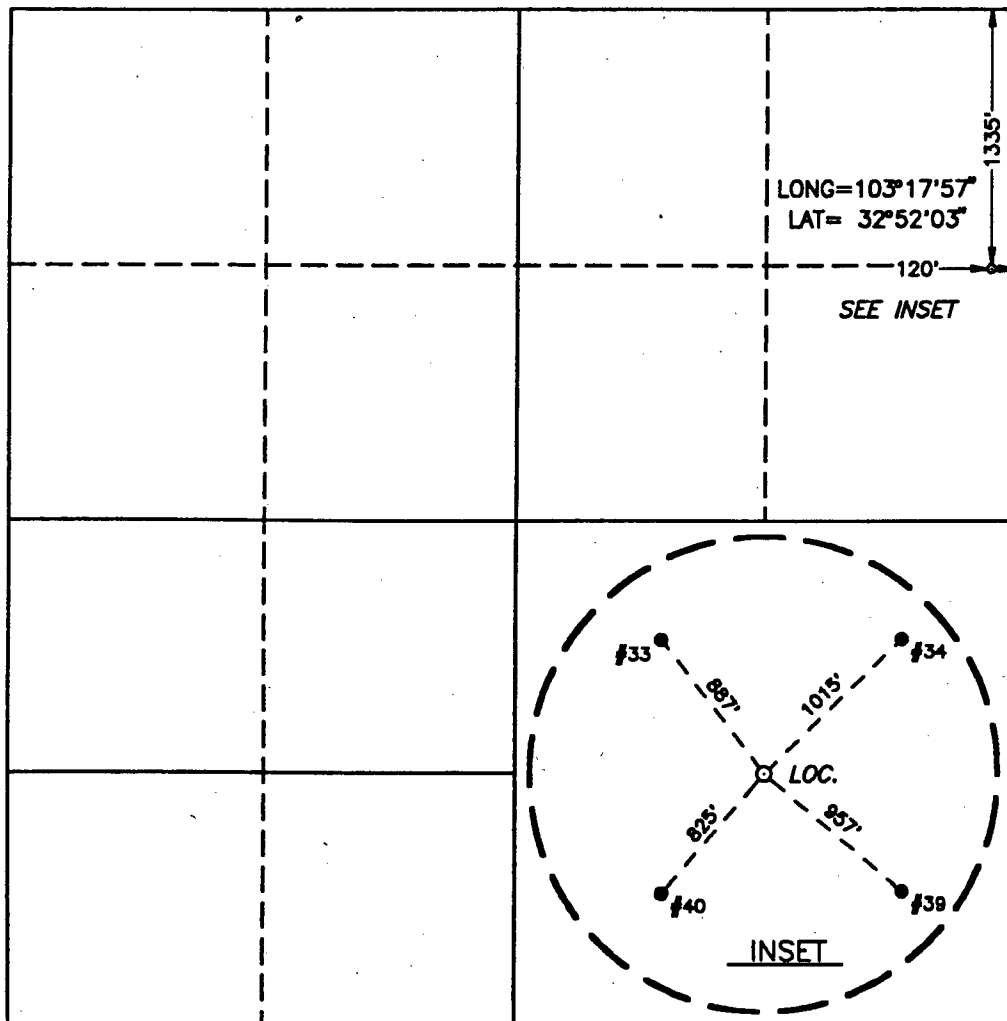 1335'
LONG=103°17'57"
LAT= 32°52'03"
120'
SEE INSET
#33
#34
887'
1015'
LOC.
825'
957'
#40
#39
INSET